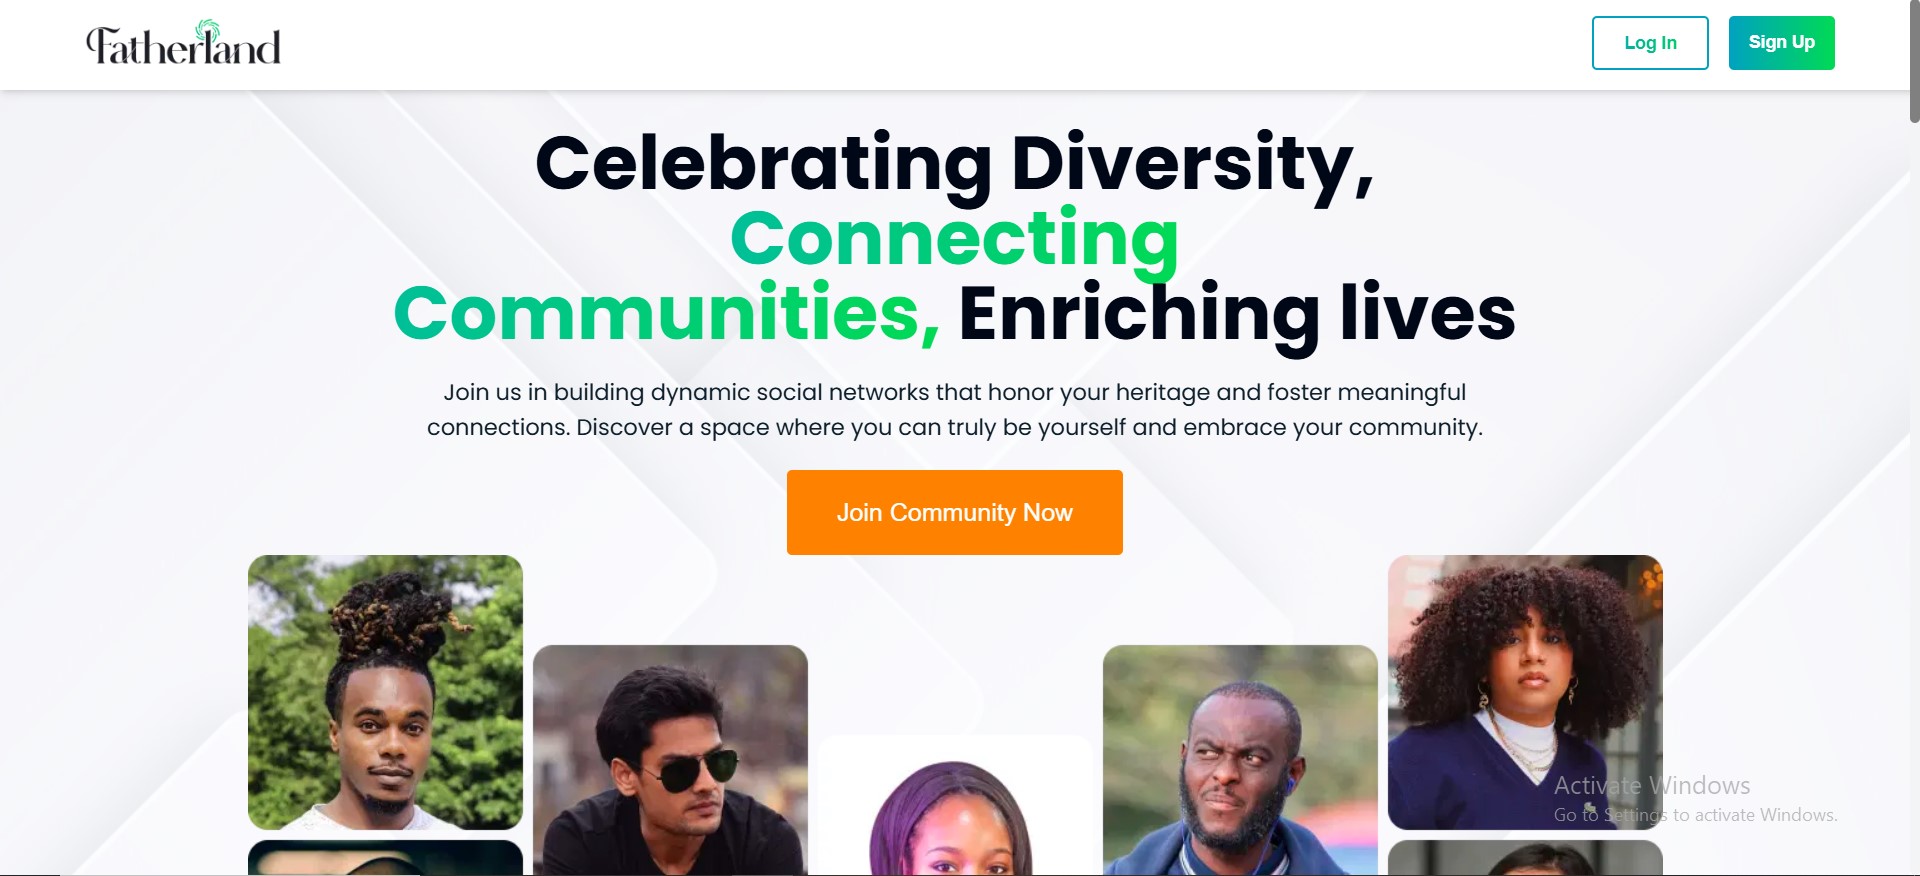 Fatherland
Log In
Sign Up
Celebrating Diversity,
Connecting
Communities, Enriching lives
Join us in building dynamic social networks that honor your heritage and foster meaningful
connections. Discover a space where you can truly be yourself and embrace your community.
Join Community Now
Activate Windows
Go to Settings to activate Windows.